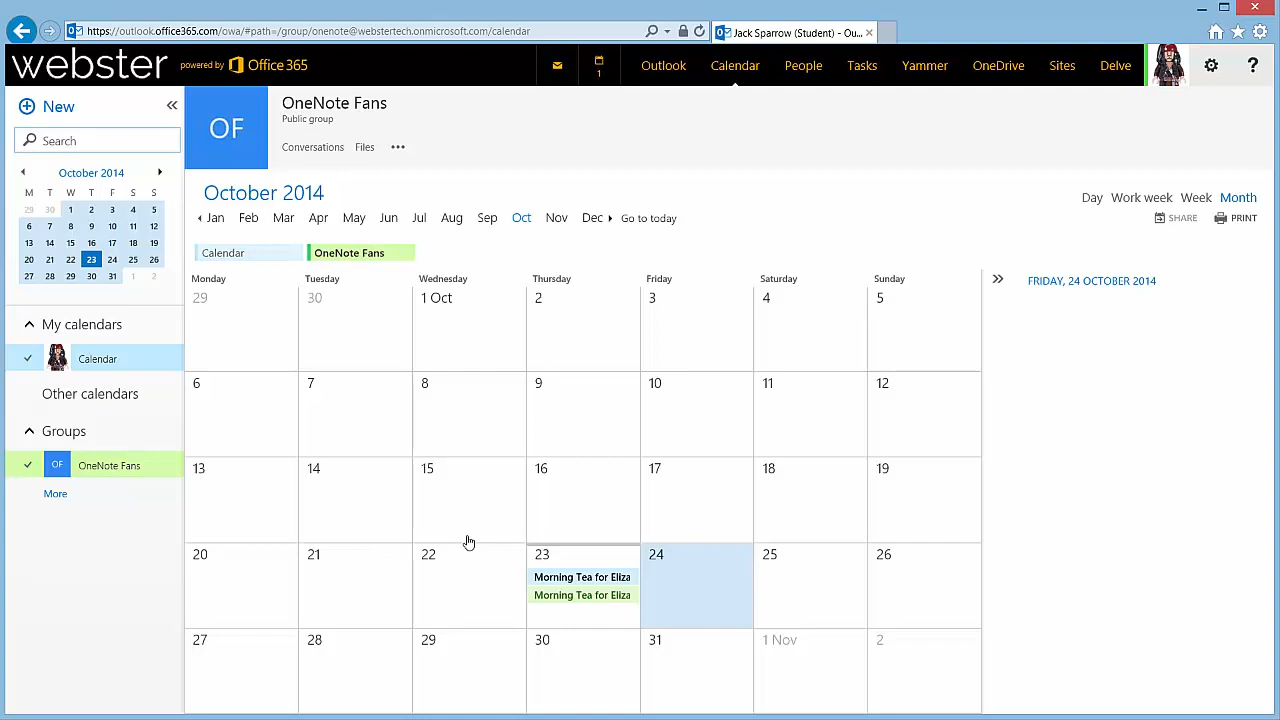 https://outlook.office365.com/owa/#path=/group/onenote@webstertech.onmicrosoft.com/calendar
Jack Sparrow (Student) - Ou...
webster powered by Office 365
1
Outlook Calendar People Tasks Yammer OneDrive Sites Delve ?
New
Search
October 2014
M T W T F S S
29 30 1 2 3 4 5
6 7 8 9 10 11 12
13 14 15 16 17 18 19
20 21 22 23 24 25 26
27 28 29 30 31 1 2
My calendars
Calendar
Other calendars
Groups
OF OneNote Fans
More
OF
OneNote Fans
Public group
Conversations Files •••
October 2014
Day Work week Week Month
Jan Feb Mar Apr May Jun Jul Aug Sep Oct Nov Dec Go to today
SHARE PRINT
Calendar OneNote Fans
Monday Tuesday Wednesday Thursday Friday Saturday Sunday
FRIDAY, 24 OCTOBER 2014
29 30 1 Oct 2 3 4 5
6 7 8 9 10 11 12
13 14 15 16 17 18 19
20 21 22 23 24 25 26
Morning Tea for Eliza
Morning Tea for Eliza
27 28 29 30 31 1 Nov 2